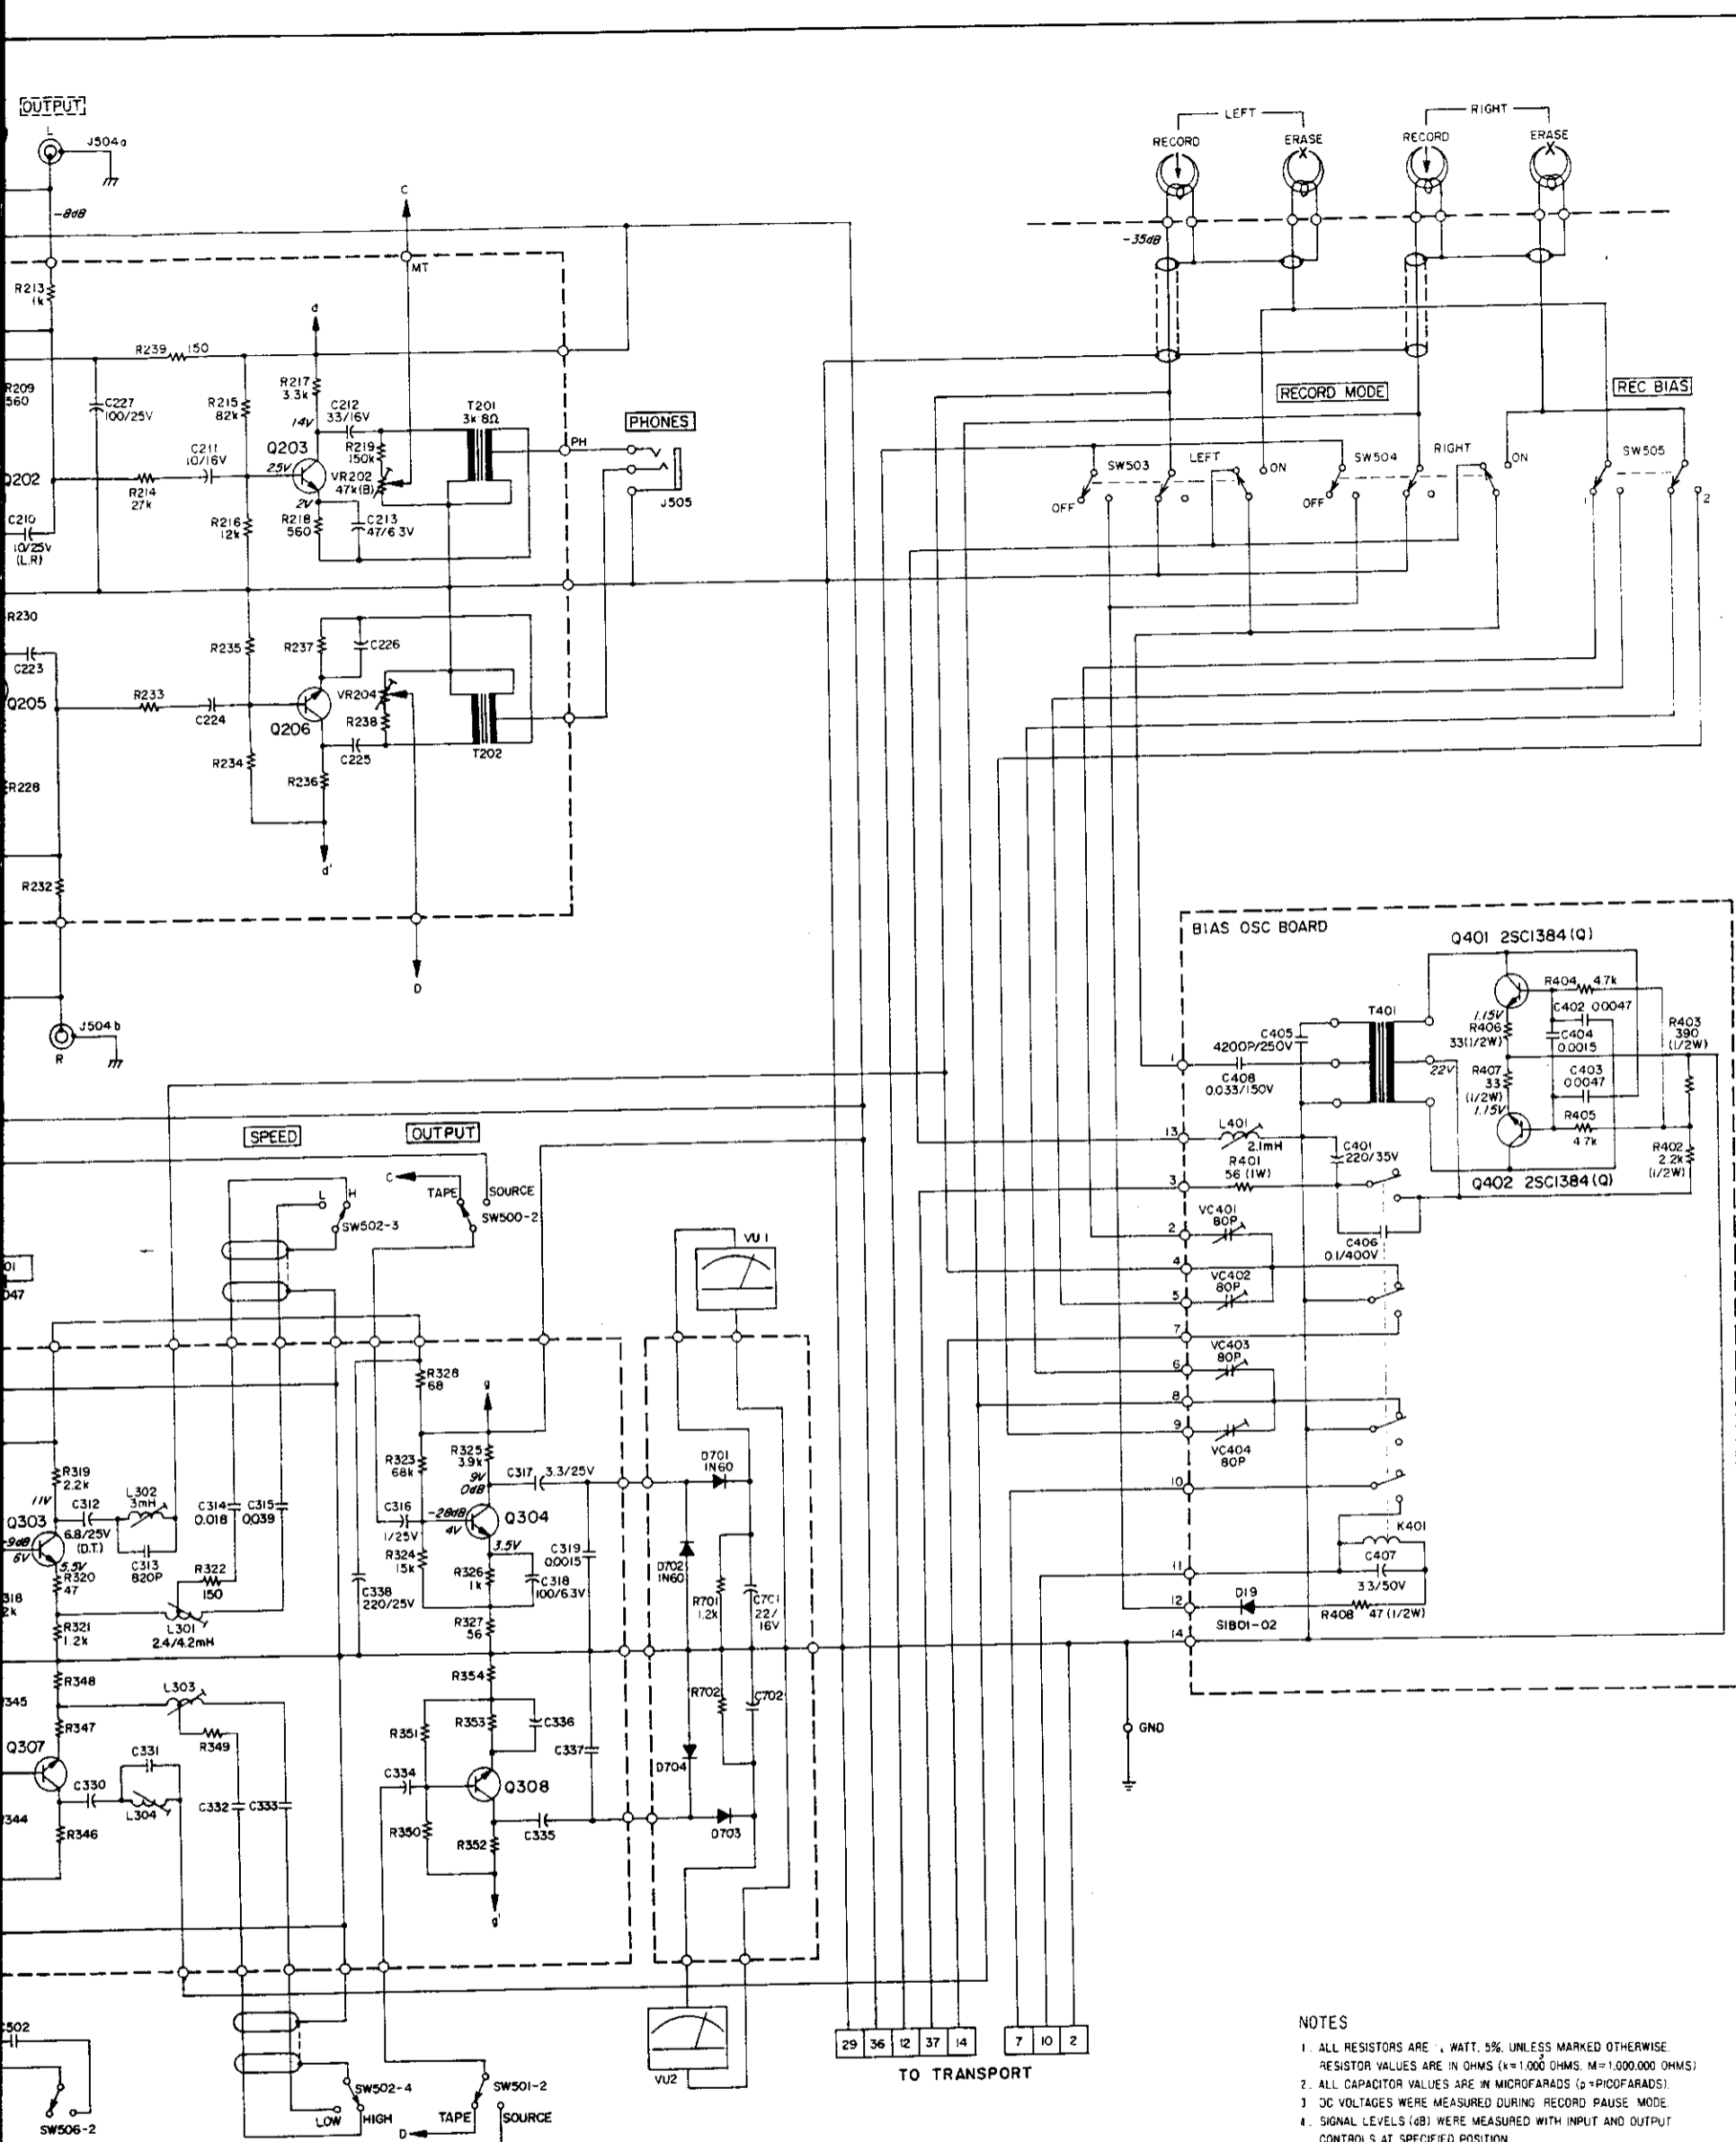 OUTPUT
L
J504a
-8dB
C
MT
R213
1k
d
R239 150
R209
560
C227
100/25V
R215
82k
R217
3.3k
14V
C212
33/16V
T201
3k:8Ω
R219
150k
PH
PHONES
J505
C211
10/16V
Q203
.25V
VR202
47k(B)
Q202
R214
27k
2V
C210
10/25V
(L.R)
R216
12k
R218
560
C213
47/6.3V
R230
C223
Q205
R235
R237
C226
R233
C224
VR204
R238
Q206
T202
C225
R234
R236
R228
d'
R232
D
J504b
R
LEFT
RIGHT
RECORD
ERASE
RECORD
ERASE
-35dB
RECORD MODE
REC BIAS
SW503
LEFT
ON
SW504
RIGHT
ON
SW505
OFF
OFF
1
2
BIAS OSC BOARD
Q401 2SC1384(Q)
R404 4.7k
C402 0.0047
T401
1.15V
R406
33(1/2W)
C404
0.0015
R403
390
(1/2W)
C405
4200P/250V
1
C408
0.033/150V
22V
R407
33
(1/2W)
1.15V
C403
0.0047
R405
4.7k
13
L401
2.1mH
C401
220/35V
R402
2.2k
(1/2W)
R401
56 (1W)
3
Q402 2SC1384(Q)
VC401
80P
2
C406
0.1/400V
4
VC402
80P
5
7
VC403
80P
6
8
9
VC404
80P
10
K401
11
C407
33/50V
12
D19
S1B01-02
R408 47 (1/2W)
14
GND
SPEED
OUTPUT
C
TAPE
SOURCE
L
H
SW502-3
SW500-2
VU1
R328
68
g
R319
2.2k
11V
L302
3mH
C312
6.8/25V
(D.T.)
Q303
-9dB
6V
C313
820P
C314
0.018
C315
0.039
5.5V
R320
47
R322
150
R321
1.2k
L301
2.4/4.2mH
R323
68k
R325
3.9k
9V
0dB
C317 3.3/25V
D701
1N60
C316
1/25V
-28dB
4V
Q304
3.5V
R324
15k
R326
1k
C318
100/6.3V
C319
0.0015
D702
1N60
C338
220/25V
R327
56
R701
1.2k
C701
22/
16V
R348
L303
R354
R702
C702
R347
R349
R351
R353
C336
C337
Q307
C331
C330
L304
C332
C333
C334
Q308
D704
R346
R350
R352
C335
D703
g'
SW502-4
SW501-2
LOW
HIGH
TAPE
SOURCE
D
SW506-2
VU2
29 36 12 37 14 7 10 2
TO TRANSPORT
NOTES
1. ALL RESISTORS ARE WATT, 5%, UNLESS MARKED OTHERWISE.
RESISTOR VALUES ARE IN OHMS (k=1,000 OHMS, M=1,000,000 OHMS)
2. ALL CAPACITOR VALUES ARE IN MICROFARADS (p=PICOFARADS).
3 DC VOLTAGES WERE MEASURED DURING RECORD PAUSE MODE.
4. SIGNAL LEVELS (dB) WERE MEASURED WITH INPUT AND OUTPUT
CONTROLS AT SPECIFIED POSITION